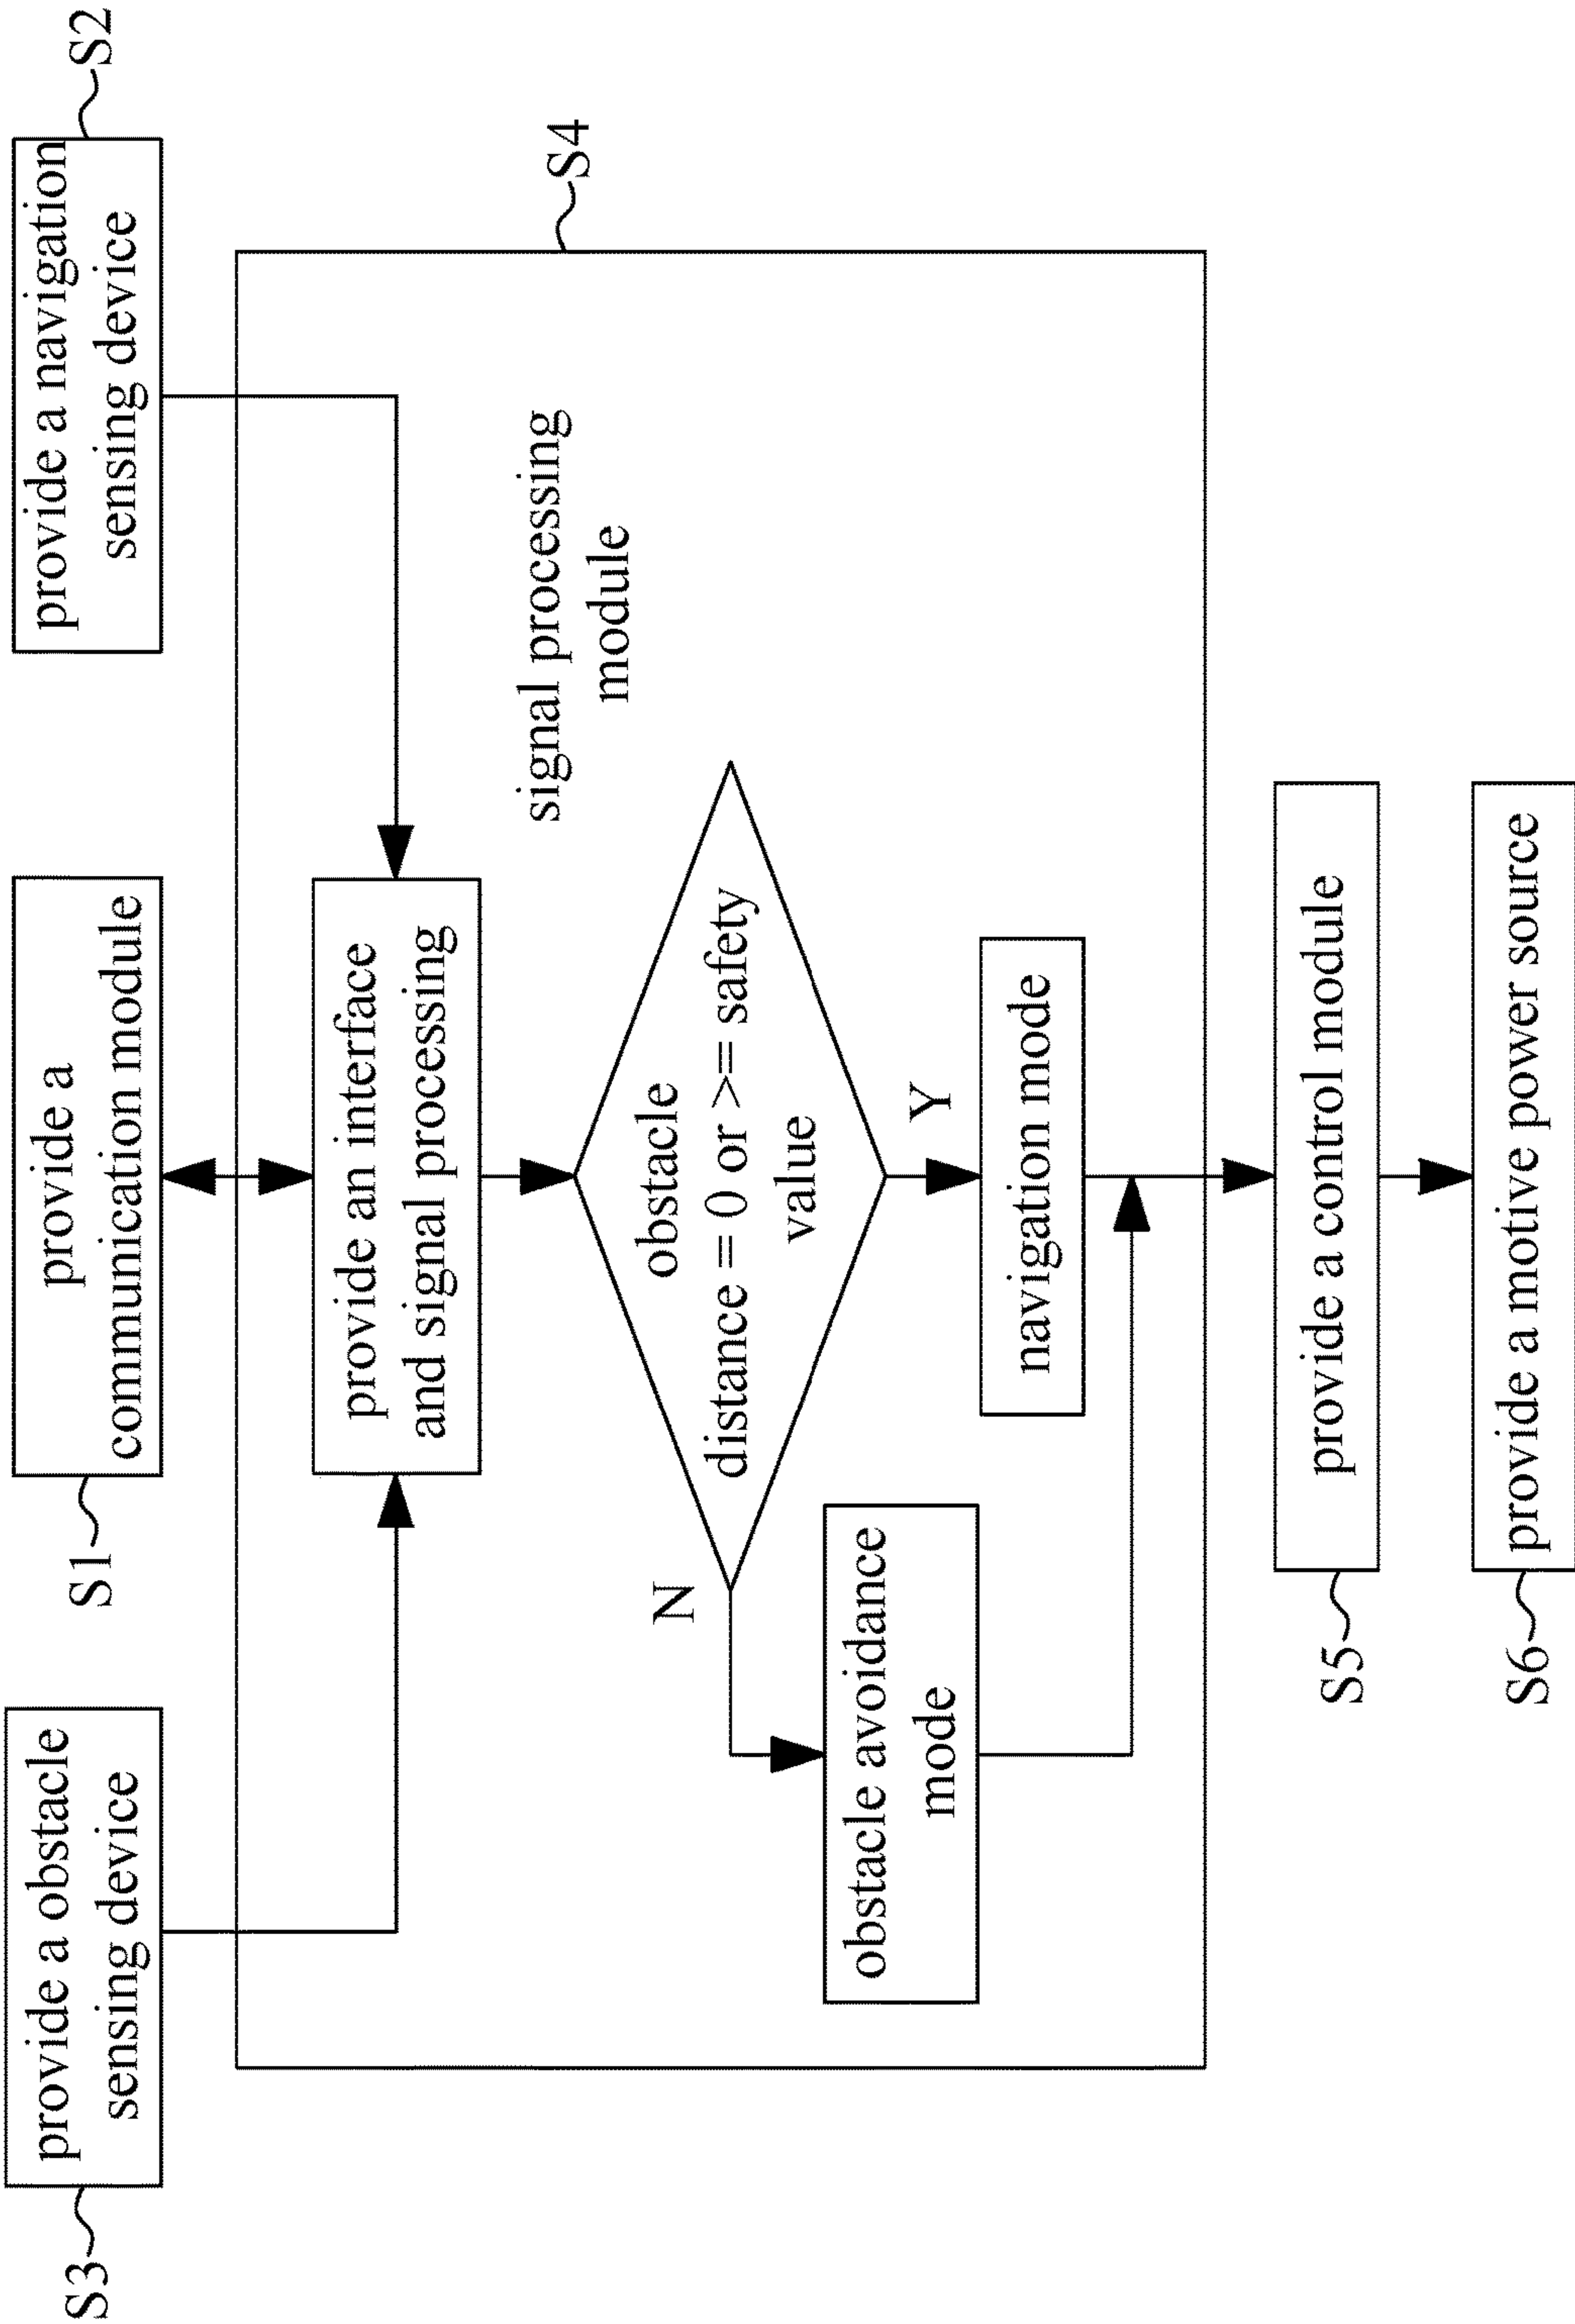 S3
provide a obstacle
sensing device
S1
provide a
communication module
provide a navigation
sensing device
S2
S4
provide an interface
and signal processing
signal processing
module
obstacle
distance = 0 or >= safety
value
N
Y
obstacle avoidance
mode
navigation mode
S5
provide a control module
S6
provide a motive power source